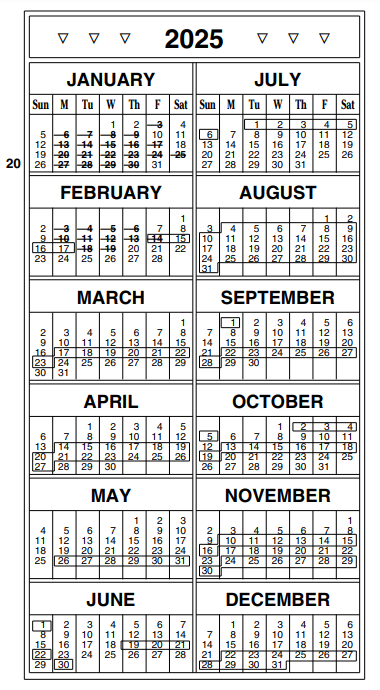 2025
20
JANUARY
Sun M Tu W Th F Sat
1 2 3 4
5 6 7 8 9 10 11
12 13 14 15 16 17 18
19 20 21 22 23 24 25
26 27 28 29 30 31
FEBRUARY
1
2 3 4 5 6 7 8
9 10 11 12 13 14 15
16 17 18 19 20 21 22
23 24 25 26 27 28
MARCH
1
2 3 4 5 6 7 8
9 10 11 12 13 14 15
16 17 18 19 20 21 22
23 24 25 26 27 28 29
30 31
APRIL
1 2 3 4 5
6 7 8 9 10 11 12
13 14 15 16 17 18 19
20 21 22 23 24 25 26
27 28 29 30
MAY
1 2 3
4 5 6 7 8 9 10
11 12 13 14 15 16 17
18 19 20 21 22 23 24
25 26 27 28 29 30 31
JUNE
1 2 3 4 5 6 7
8 9 10 11 12 13 14
15 16 17 18 19 20 21
22 23 24 25 26 27 28
29 30
JULY
Sun M Tu W Th F Sat
1 2 3 4 5
6 7 8 9 10 11 12
13 14 15 16 17 18 19
20 21 22 23 24 25 26
27 28 29 30 31
AUGUST
1 2
3 4 5 6 7 8 9
10 11 12 13 14 15 16
17 18 19 20 21 22 23
24 25 26 27 28 29 30
31
SEPTEMBER
1 2 3 4 5 6
7 8 9 10 11 12 13
14 15 16 17 18 19 20
21 22 23 24 25 26 27
28 29 30
OCTOBER
1 2 3 4
5 6 7 8 9 10 11
12 13 14 15 16 17 18
19 20 21 22 23 24 25
26 27 28 29 30 31
NOVEMBER
1
2 3 4 5 6 7 8
9 10 11 12 13 14 15
16 17 18 19 20 21 22
23 24 25 26 27 28 29
30
DECEMBER
1 2 3 4 5 6
7 8 9 10 11 12 13
14 15 16 17 18 19 20
21 22 23 24 25 26 27
28 29 30 31